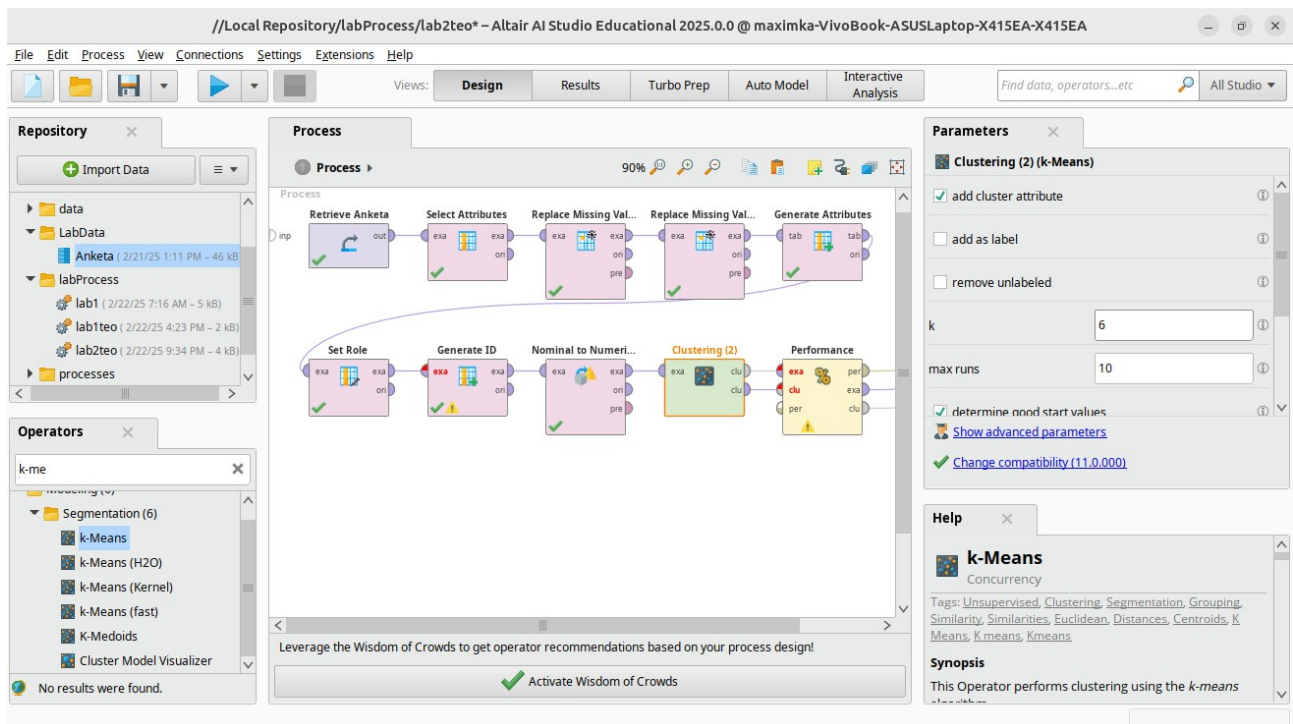 //Local Repository/labProcess/lab2teo* – Altair AI Studio Educational 2025.0.0 @ maximka-VivoBook-ASUSLaptop-X415EA-X415EA
File Edit Process View Connections Settings Extensions Help
Views: Design Results Turbo Prep Auto Model Interactive Analysis
Find data, operators...etc
All Studio
Repository
Import Data
data
LabData
Anketa ( 2/21/25 1:11 PM – 46 kB
labProcess
lab1 ( 2/22/25 7:16 AM – 5 kB)
lab1teo ( 2/22/25 4:23 PM – 2 kB)
lab2teo ( 2/22/25 9:34 PM – 4 kB)
processes
Operators
k-me
Modeling (6)
Segmentation (6)
k-Means
k-Means (H2O)
k-Means (Kernel)
k-Means (fast)
K-Medoids
Cluster Model Visualizer
No results were found.
Process
Process
90%
Process
Retrieve Anketa Select Attributes Replace Missing Val... Replace Missing Val... Generate Attributes
inp out exa exa exa exa exa exa tab tab
ori ori ori ori
pre pre
Set Role Generate ID Nominal to Numeri... Clustering (2) Performance
exa exa exa exa exa exa exa clu exa per
ori ori ori clu clu exa
pre per clu
Leverage the Wisdom of Crowds to get operator recommendations based on your process design!
Activate Wisdom of Crowds
Parameters
Clustering (2) (k-Means)
add cluster attribute
add as label
remove unlabeled
k 6
max runs 10
determine good start values
Show advanced parameters
Change compatibility (11.0.000)
Help
k-Means
Concurrency
Tags: Unsupervised, Clustering, Segmentation, Grouping,
Similarity, Similarities, Euclidean, Distances, Centroids, K
Means, K means, Kmeans
Synopsis
This Operator performs clustering using the k-means